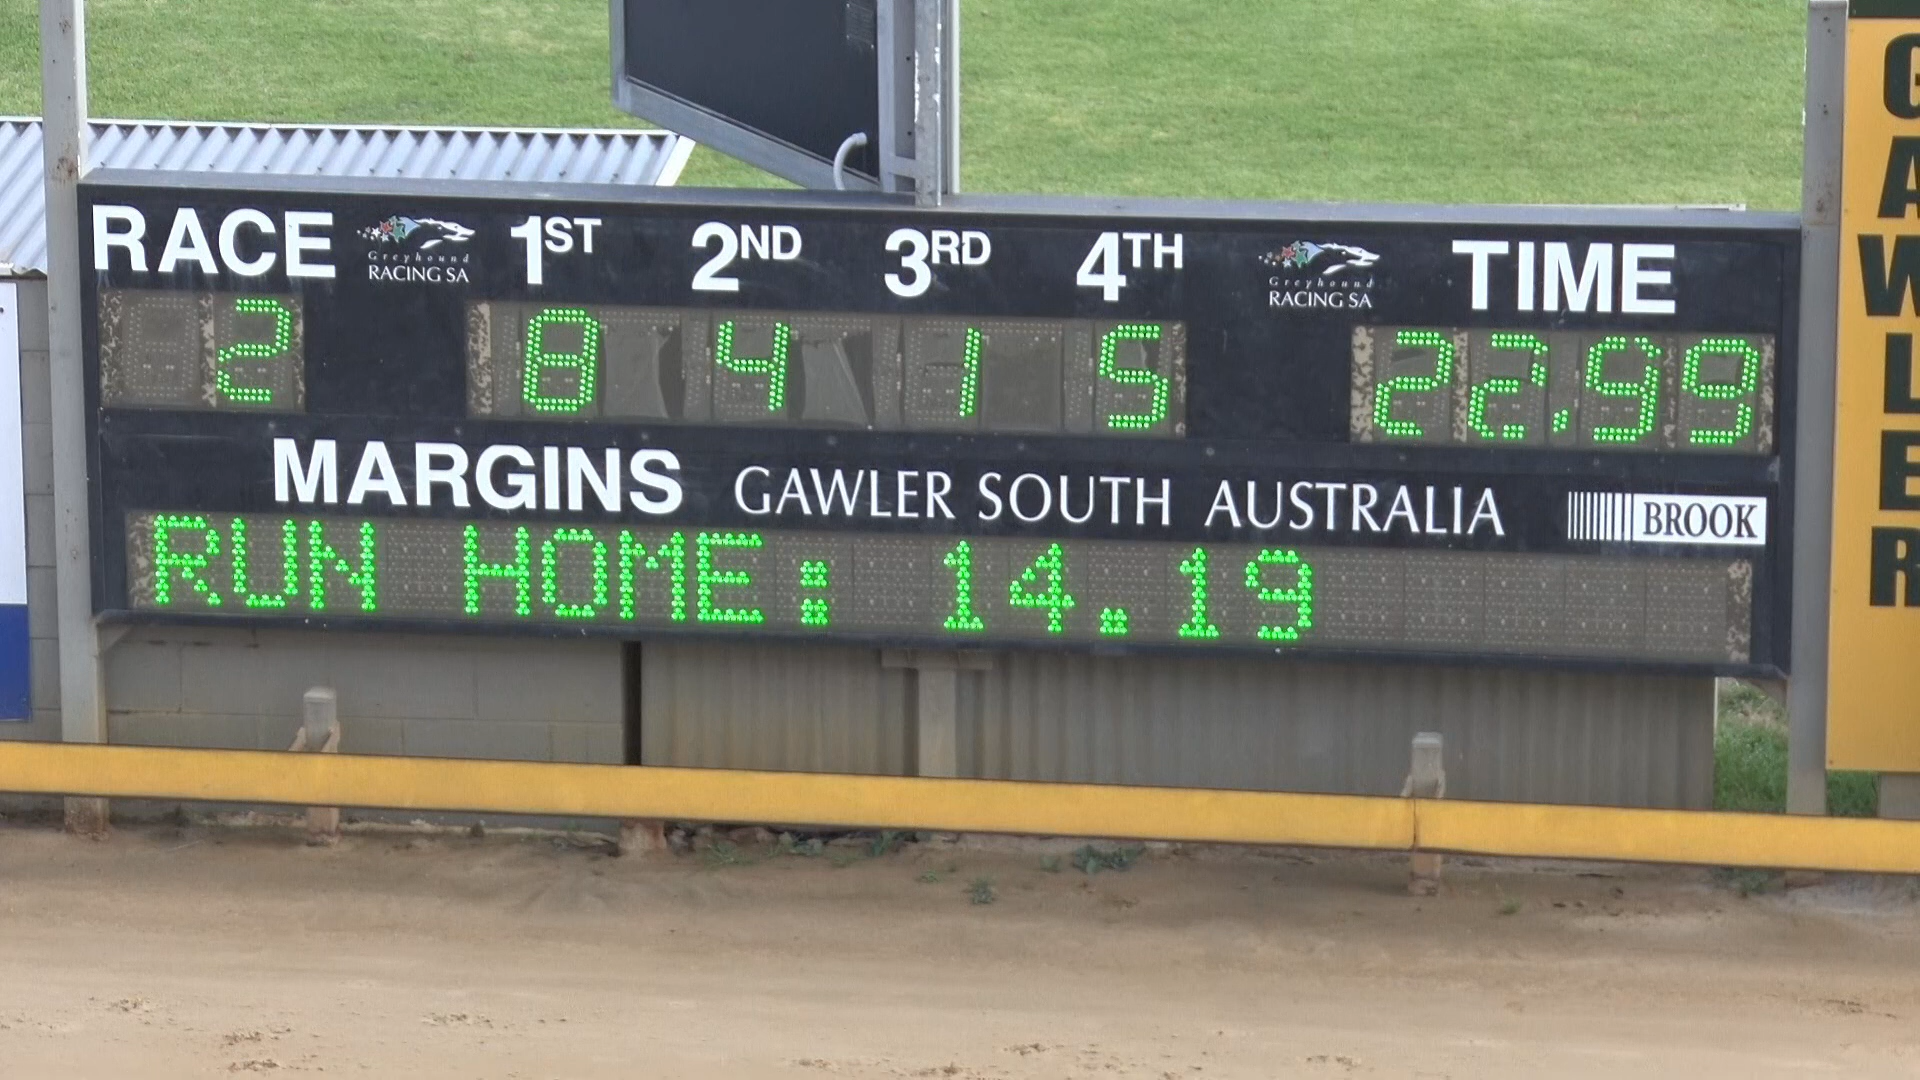 RACE Greyhound RACING SA 1ST 2ND 3RD 4TH Greyhound RACING SA TIME
2 8 4 1 5 22.99
MARGINS GAWLER SOUTH AUSTRALIA BROOK
RUN HOME: 14.19
GAWLER